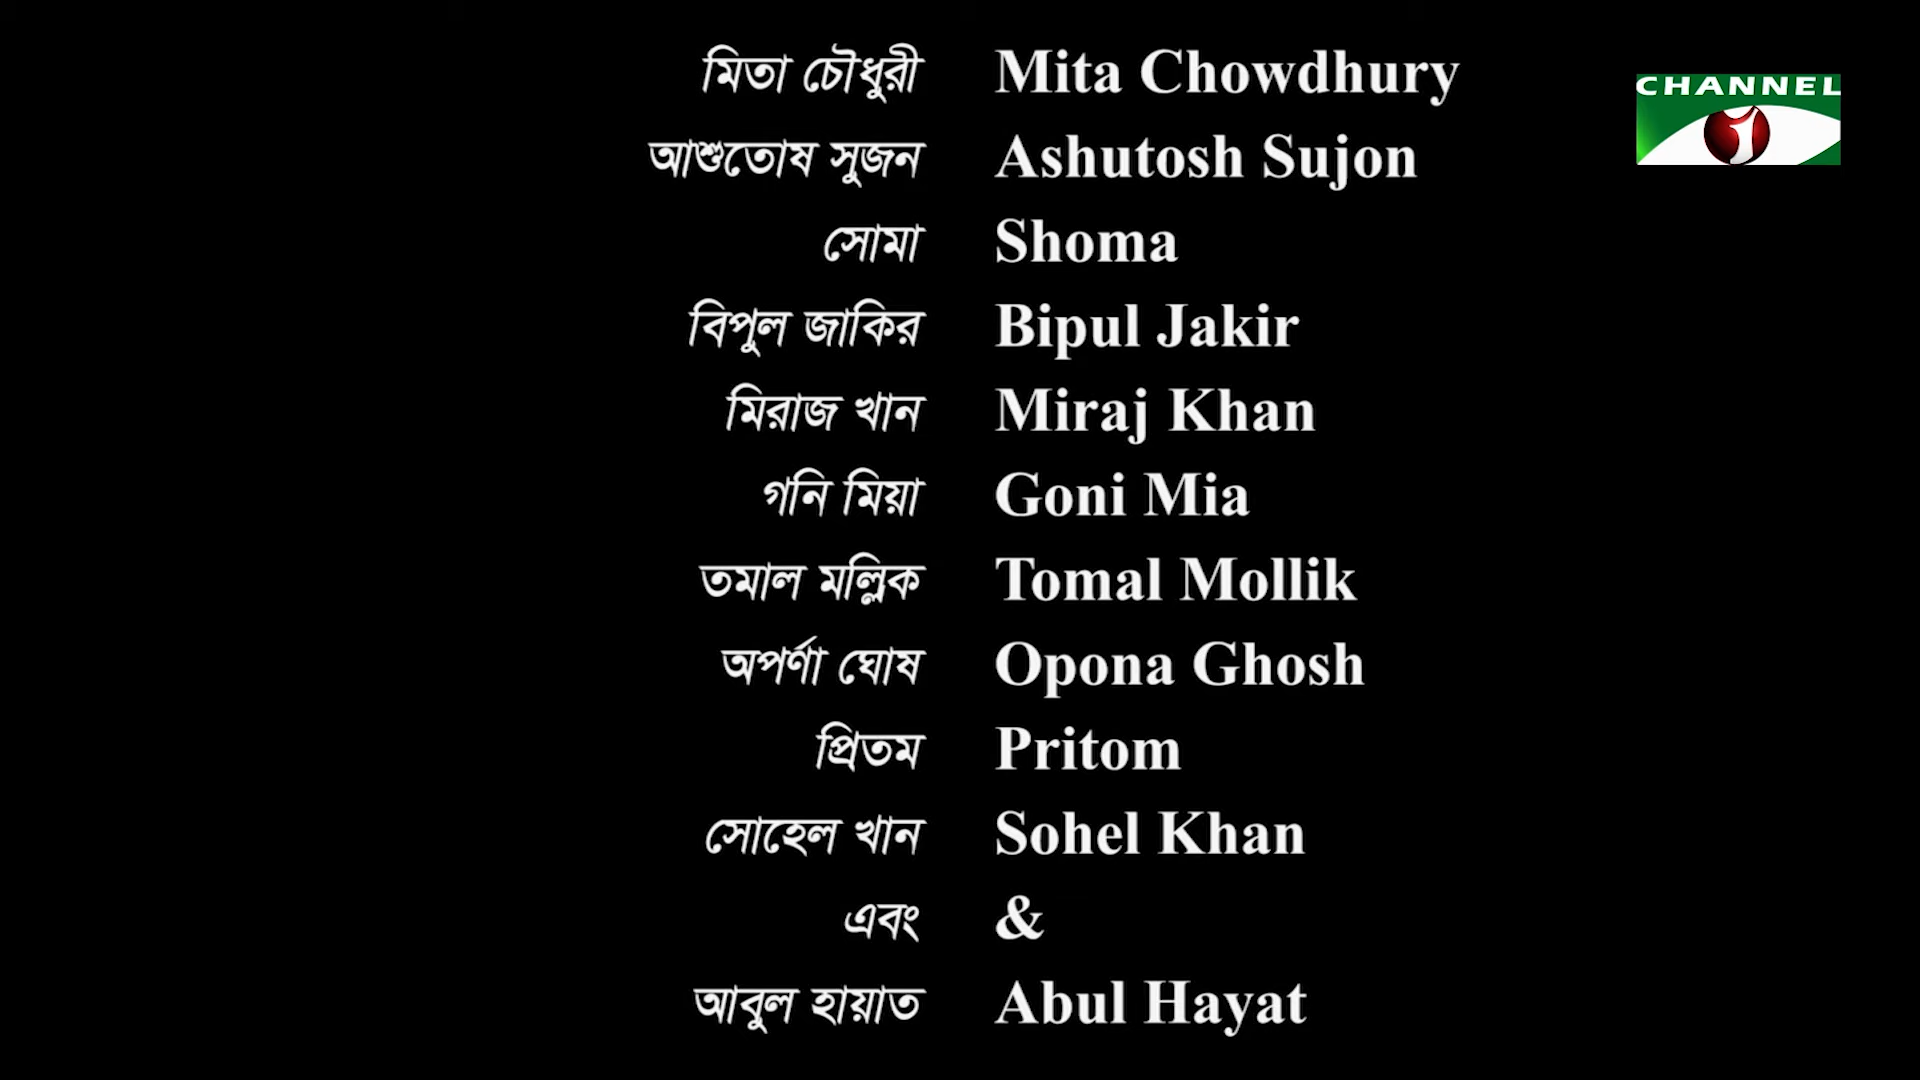 মিতা চৌধুরী Mita Chowdhury
CHANNEL i
আশুতোষ সুজন Ashutosh Sujon
সোমা Shoma
বিপুল জাকির Bipul Jakir
মিরাজ খান Miraj Khan
গনি মিয়া Goni Mia
তমাল মল্লিক Tomal Mollik
অপর্ণা ঘোষ Opona Ghosh
প্রিতম Pritom
সোহেল খান Sohel Khan
এবং &
আবুল হায়াত Abul Hayat